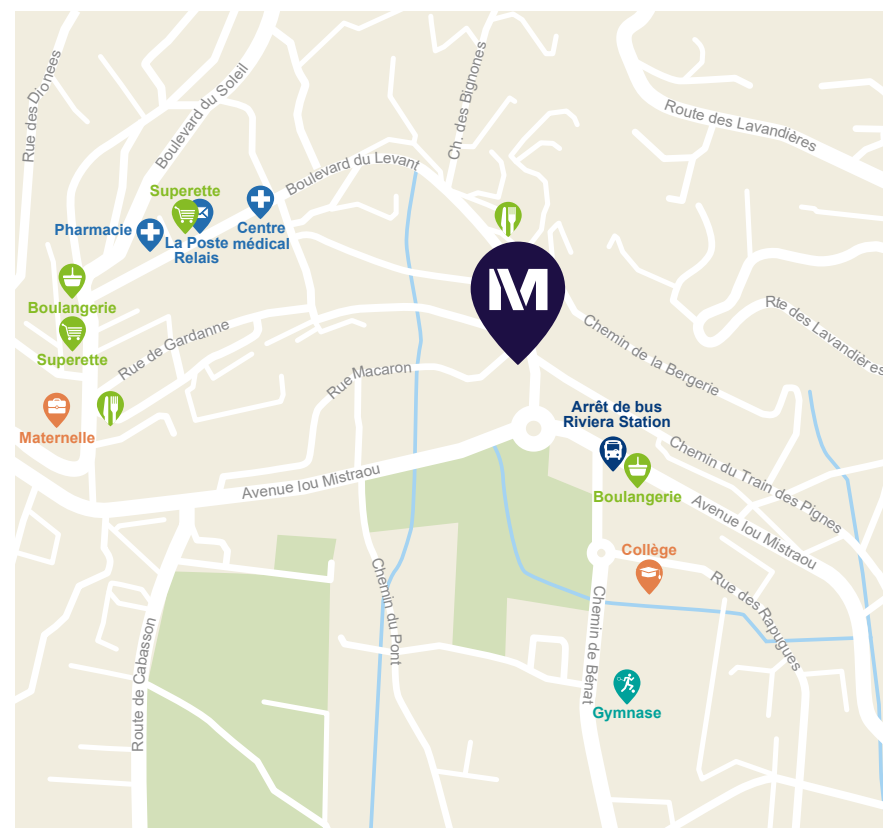 Rue des Dionees
Boulevard du Soleil
Ch. des Bignones
Route des Lavandières
Boulevard du Levant
Superette
Pharmacie
La Poste
Relais
Centre
médical
Boulangerie
Superette
Rue de Gardanne
M
Rte des Lavandières
Chemin de la Bergerie
Rue Macaron
Maternelle
Arrêt de bus
Riviera Station
Boulangerie
Chemin du Train des Pignes
Avenue lou Mistraou
Avenue lou Mistraou
Collège
Chemin du Pont
Chemin de Bénat
Rue des Rapugues
Route de Cabasson
Gymnase